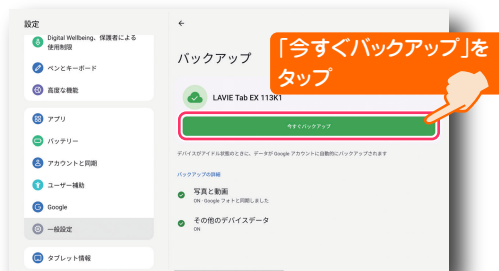 設定
Digital Wellbeing、保護者による
使用制限
ペンとキーボード
高度な機能
アプリ
バッテリー
アカウントと同期
ユーザー補助
Google
一般設定
タブレット情報
←
バックアップ
「今すぐバックアップ」を
タップ
LAVIE Tab EX 113K1
今すぐバックアップ
デバイスがアイドル状態のときに、データが Google アカウントに自動的にバックアップされます
バックアップの詳細
写真と動画
ON · Google フォトと同期しました
その他のデバイスデータ
ON